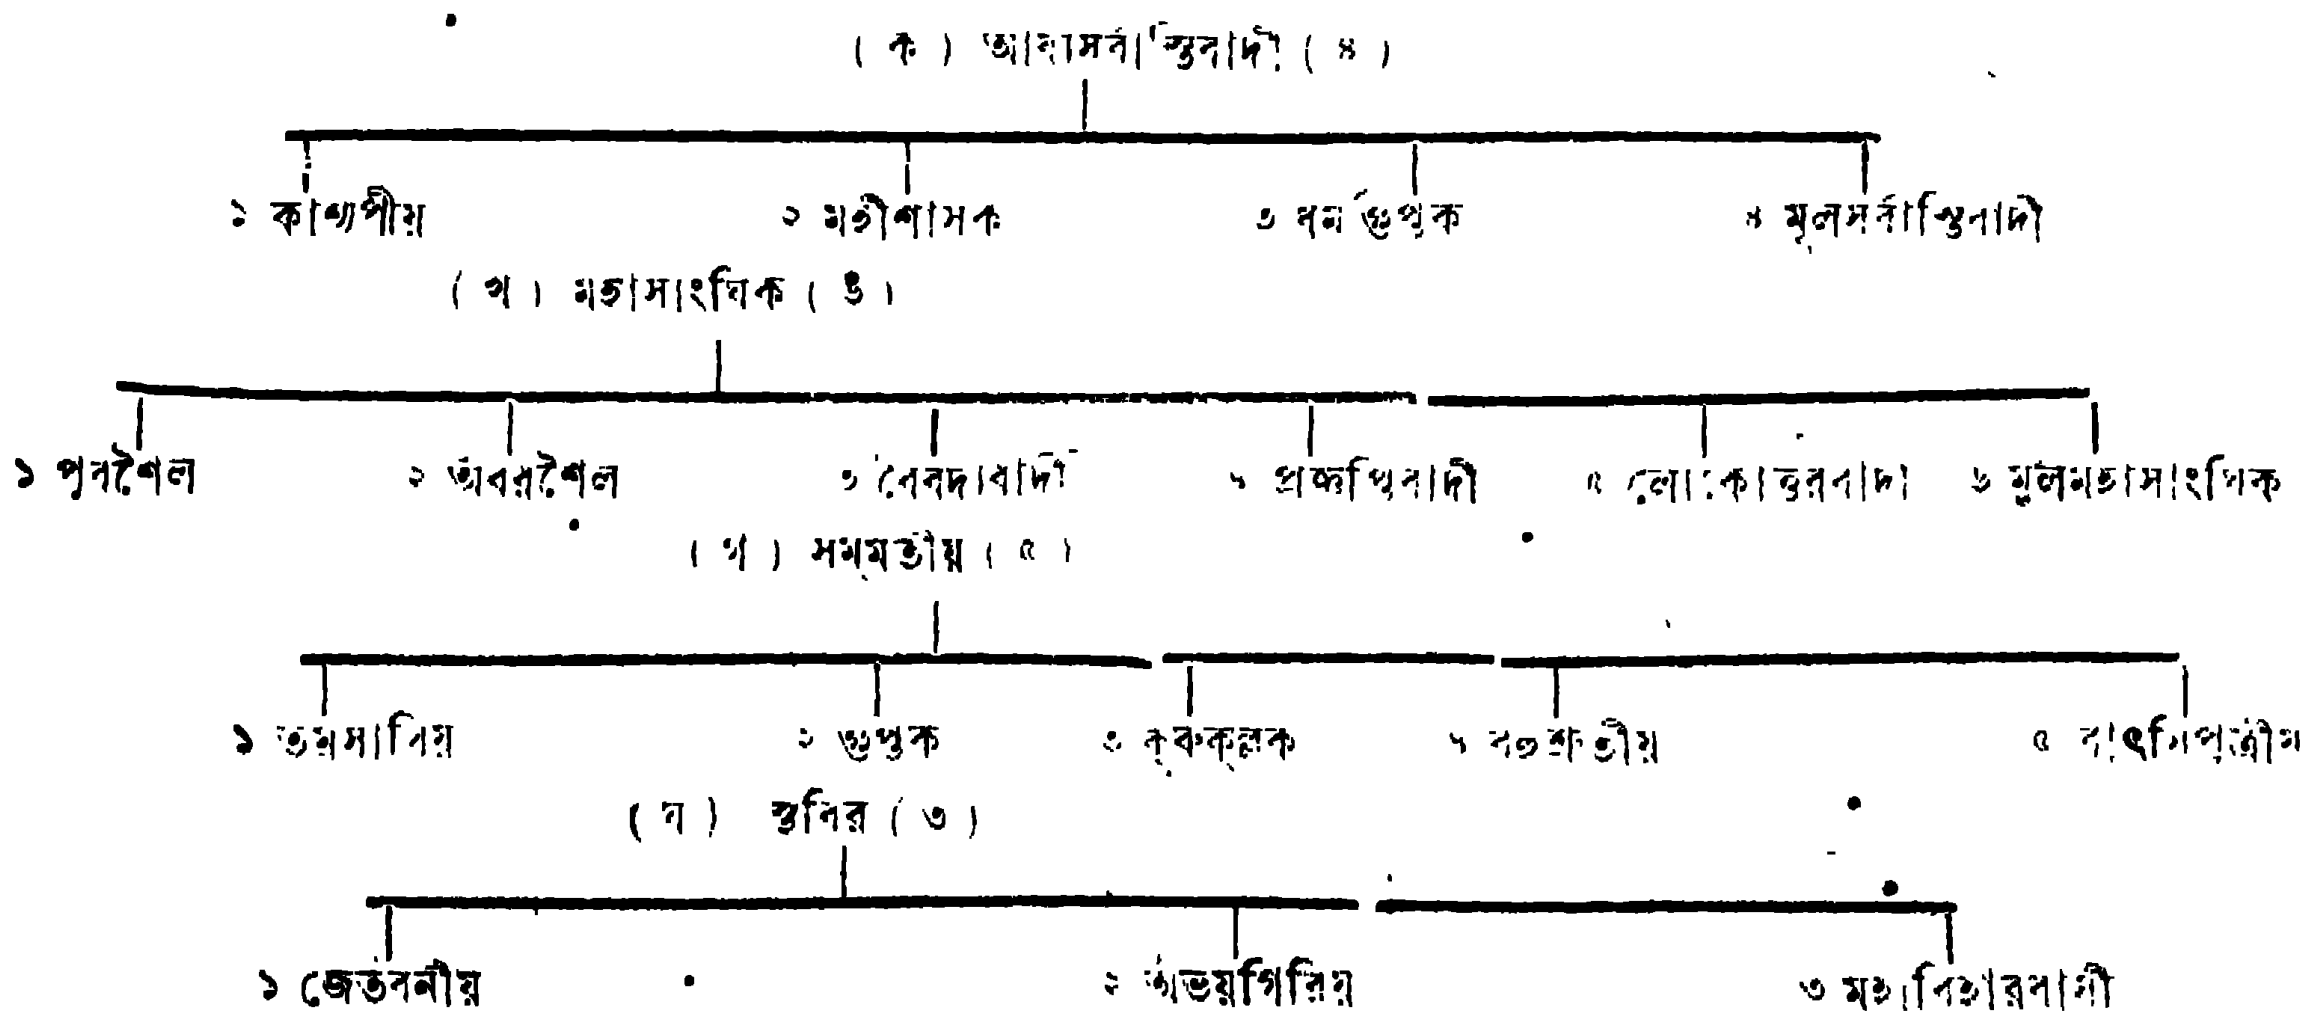 ( ক ) আর্যসর্বাস্তিবাদী ( ৪ )
১ কাশ্যপীয় ২ মহীশাসক ৩ ধর্মগুপ্তক ৪ মূলসর্বাস্তিবাদী
( খ ) মহাসাংঘিক ( ৬ )
১ পূর্বশৈল ২ অবরশৈল ৩ ৪ প্রজ্ঞপ্তিবাদী ৫ লোকোত্তরবাদী ৬ মূলমহাসাংঘিক
( গ ) সম্মতীয় ( ৫ )
১ ২ গুপ্তক ৩ কুরুকুল্লক ৪ বহুশ্রুতীয় ৫ বাৎসিপুত্রীয়
( ঘ ) স্থবির ( ৩ )
১ জেতবনীয় ২ অভয়গিরিয় ৩ মহাবিহারবাসী